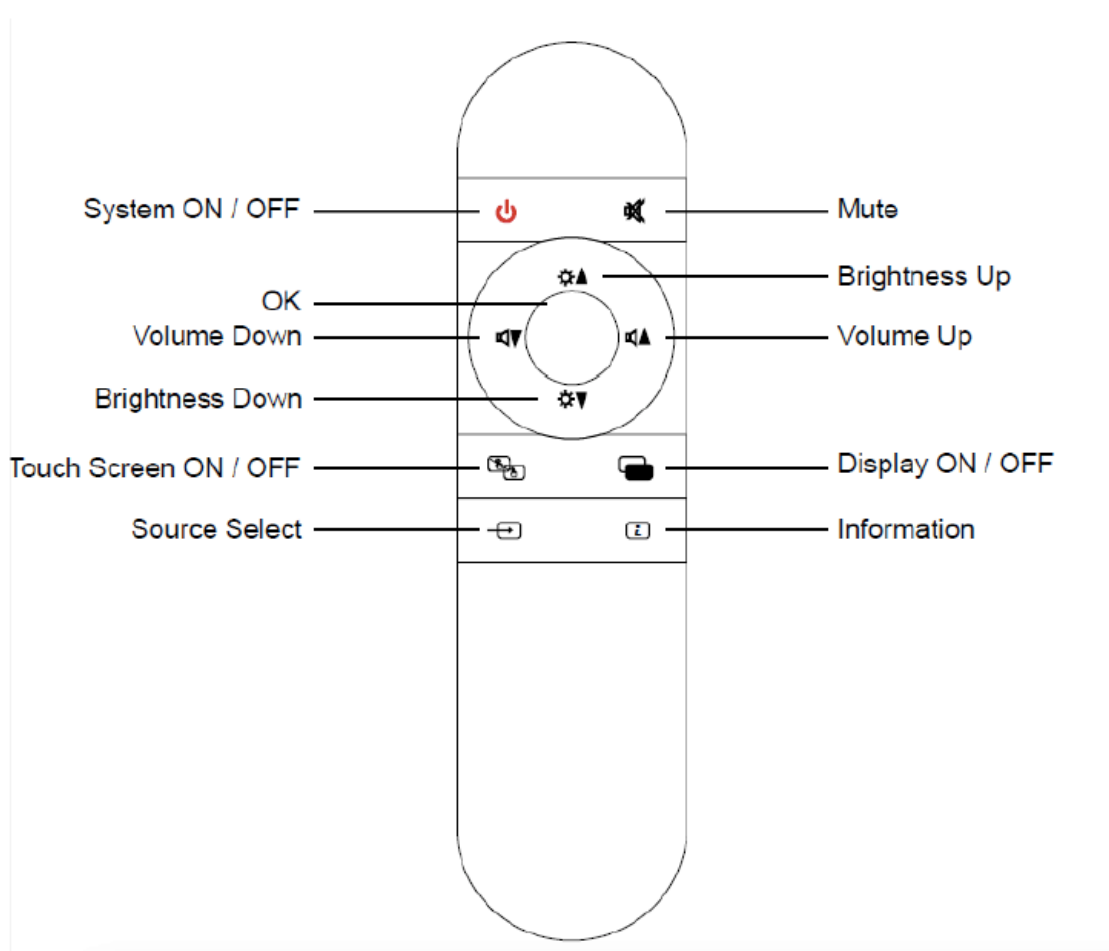 System ON / OFF
Mute
Brightness Up
OK
Volume Down
Volume Up
Brightness Down
Touch Screen ON / OFF
Display ON / OFF
Source Select
Information
i